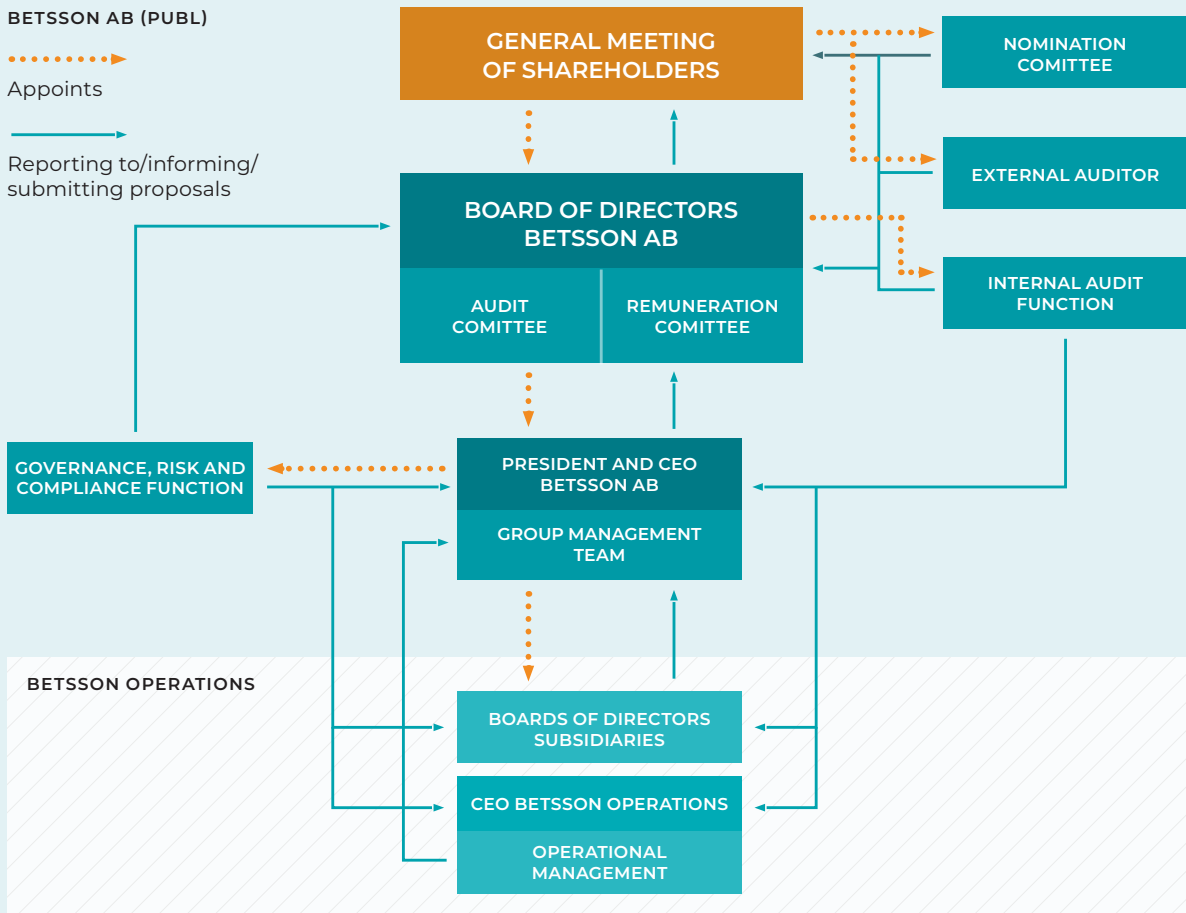 BETSSON AB (PUBL)
Appoints
Reporting to/informing/
submitting proposals
GENERAL MEETING
OF SHAREHOLDERS
NOMINATION
COMITTEE
EXTERNAL AUDITOR
BOARD OF DIRECTORS
BETSSON AB
AUDIT
COMITTEE
REMUNERATION
COMITTEE
INTERNAL AUDIT
FUNCTION
GOVERNANCE, RISK AND
COMPLIANCE FUNCTION
PRESIDENT AND CEO
BETSSON AB
GROUP MANAGEMENT
TEAM
BETSSON OPERATIONS
BOARDS OF DIRECTORS
SUBSIDIARIES
CEO BETSSON OPERATIONS
OPERATIONAL
MANAGEMENT